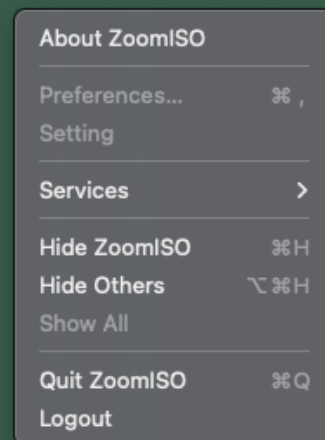 About ZoomISO
Preferences... ⌘ ,
Setting
Services >
Hide ZoomISO ⌘H
Hide Others ⌥⌘H
Show All
Quit ZoomISO ⌘Q
Logout